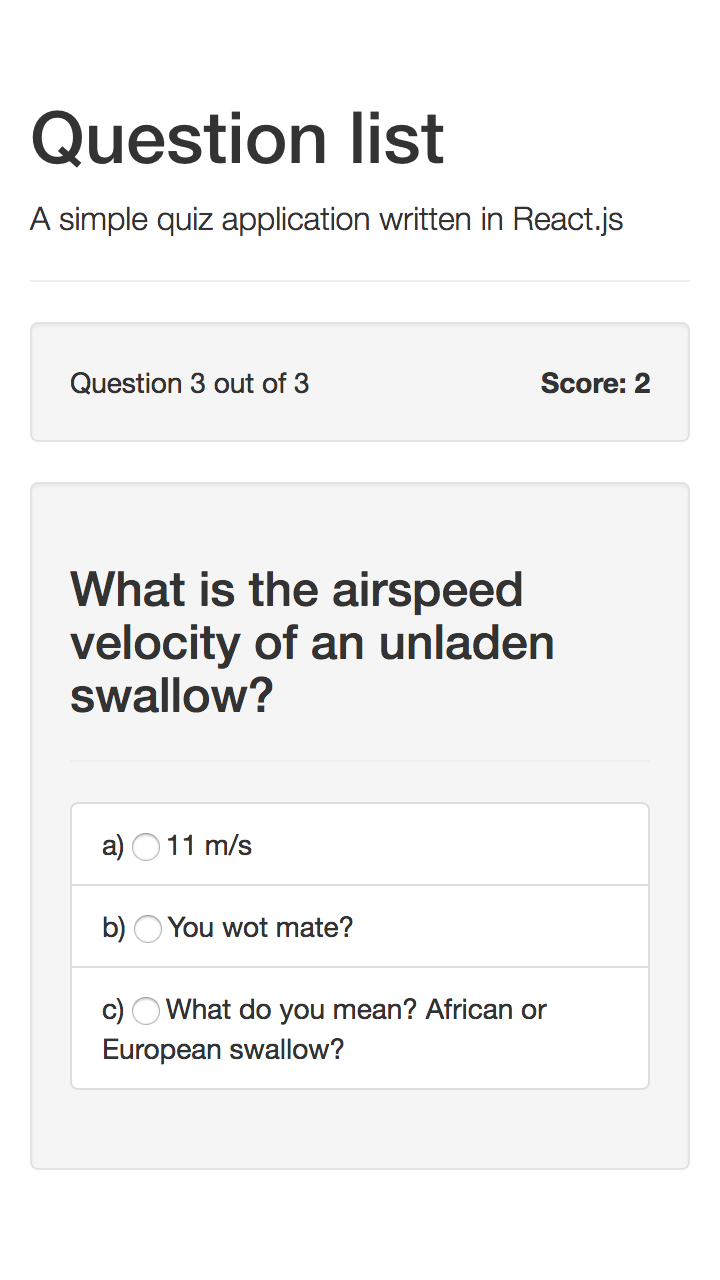 Question list
A simple quiz application written in React.js
Question 3 out of 3 Score: 2
What is the airspeed
velocity of an unladen
swallow?
a) 11 m/s
b) You wot mate?
c) What do you mean? African or
European swallow?